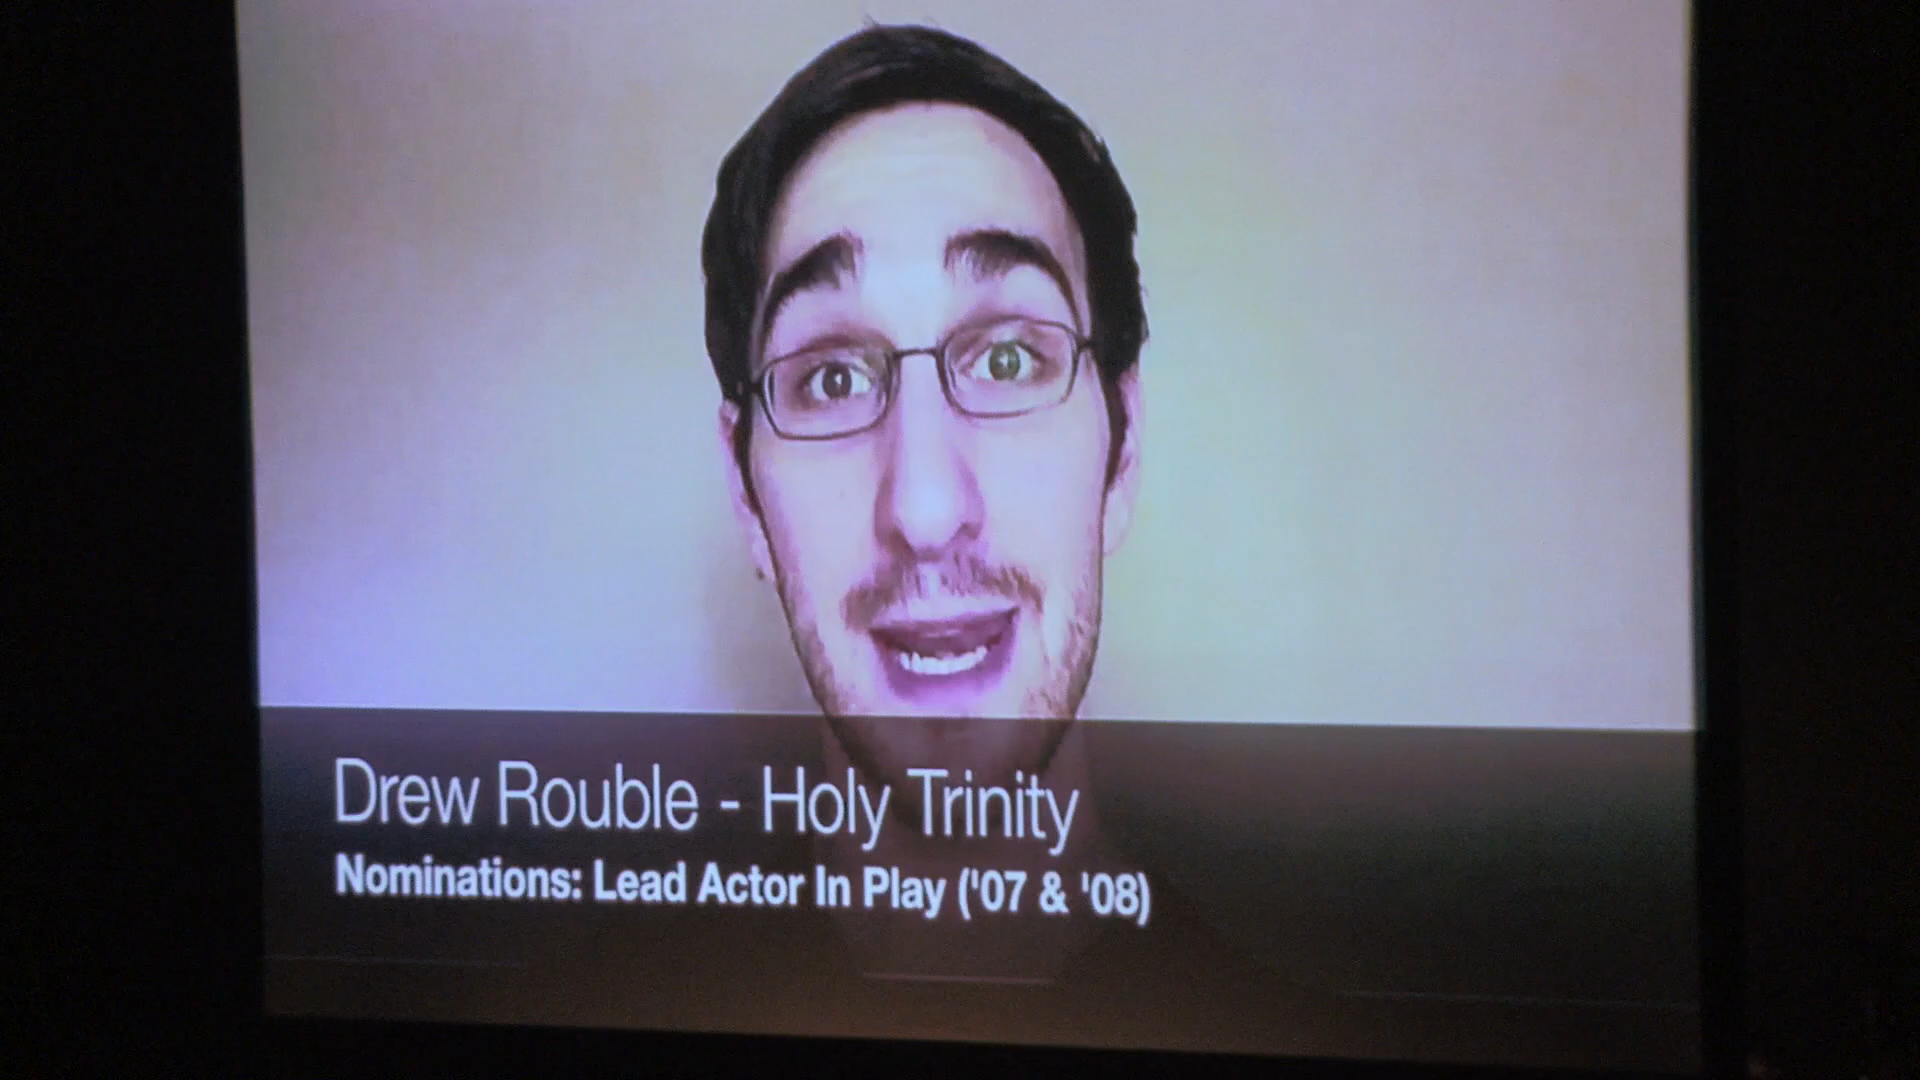 Drew Rouble - Holy Trinity
Nominations: Lead Actor In Play ('07 & '08)